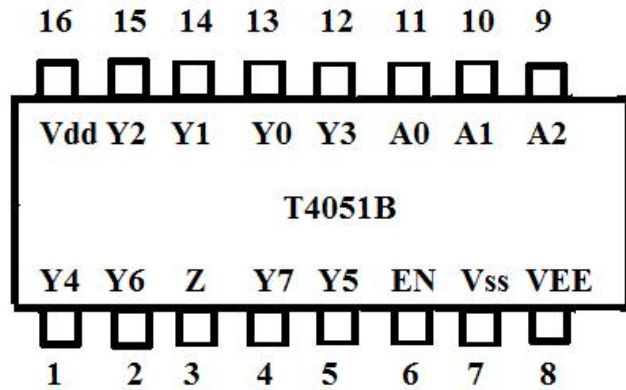 16 15 14 13 12 11 10 9
Vdd Y2 Y1 Y0 Y3 A0 A1 A2
T4051B
Y4 Y6 Z Y7 Y5 EN Vss VEE
1 2 3 4 5 6 7 8